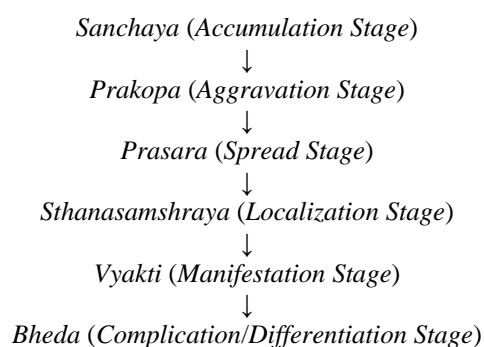 Sanchaya (Accumulation Stage)
↓
Prakopa (Aggravation Stage)
↓
Prasara (Spread Stage)
↓
Sthanasamshraya (Localization Stage)
↓
Vyakti (Manifestation Stage)
↓
Bheda (Complication/Differentiation Stage)